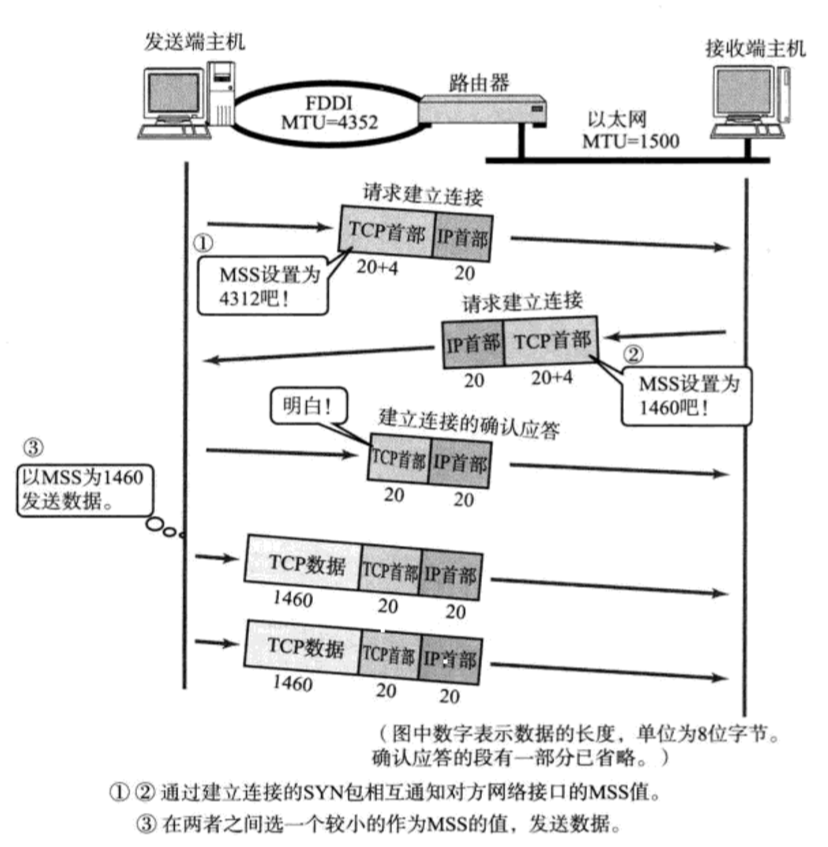 发送端主机
接收端主机
路由器
FDDI
MTU=4352
以太网
MTU=1500
请求建立连接
TCP首部
IP首部
20+4
20
①
MSS设置为
4312吧！
请求建立连接
IP首部
TCP首部
20
20+4
②
MSS设置为
1460吧！
明白！
建立连接的确认应答
TCP首部
IP首部
20
20
③
以MSS为1460
发送数据。
TCP数据
TCP首部
IP首部
1460
20
20
TCP数据
TCP首部
IP首部
1460
20
20
（图中数字表示数据的长度，单位为8位字节。
确认应答的段有一部分已省略。）
① ② 通过建立连接的SYN包相互通知对方网络接口的MSS值。
③ 在两者之间选一个较小的作为MSS的值，发送数据。